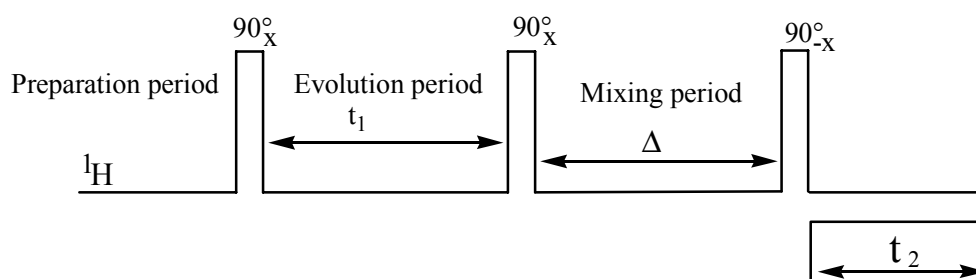 90°x 90°x 90°-x
Preparation period Evolution period Mixing period
t₁ Δ
¹H
t₂